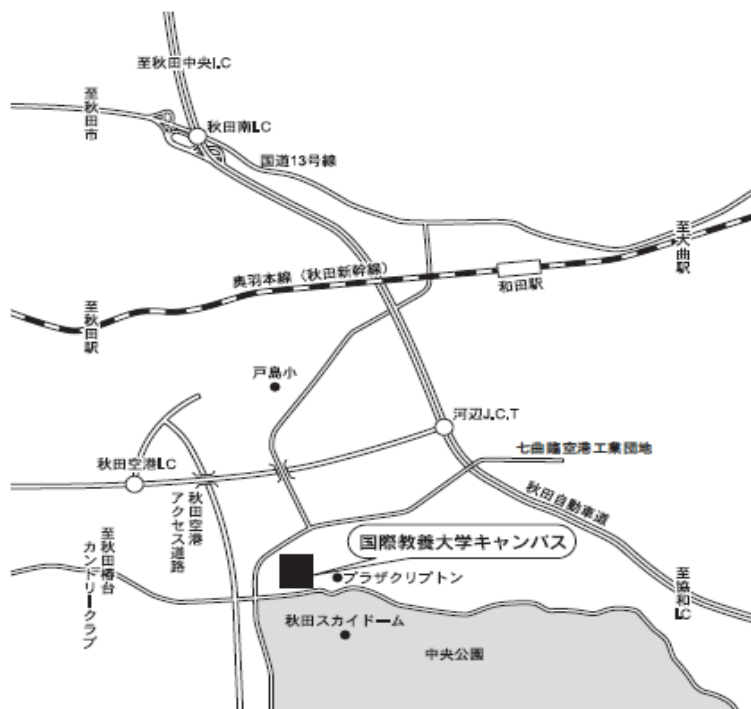 至秋田中央I.C
至秋田市
秋田南I.C
国道13号線
至大曲駅
奥羽本線（秋田新幹線）
和田駅
至秋田駅
戸島小
河辺J.C.T
七曲臨空港工業団地
秋田空港I.C
秋田空港
アクセス道路
秋田自動車道
至秋田椿台
カントリークラブ
国際教養大学キャンパス
プラザクリプトン
至協和I.C
秋田スカイドーム
中央公園